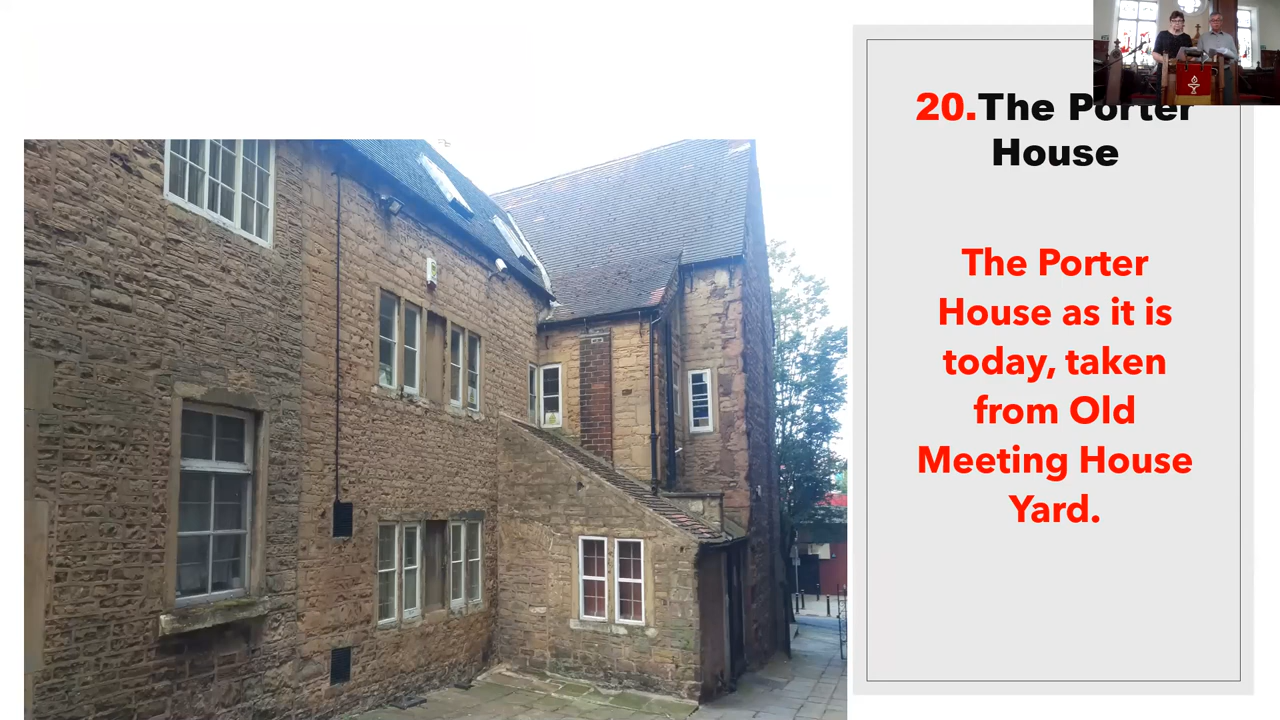 20.The Porter
House
The Porter
House as it is
today, taken
from Old
Meeting House
Yard.